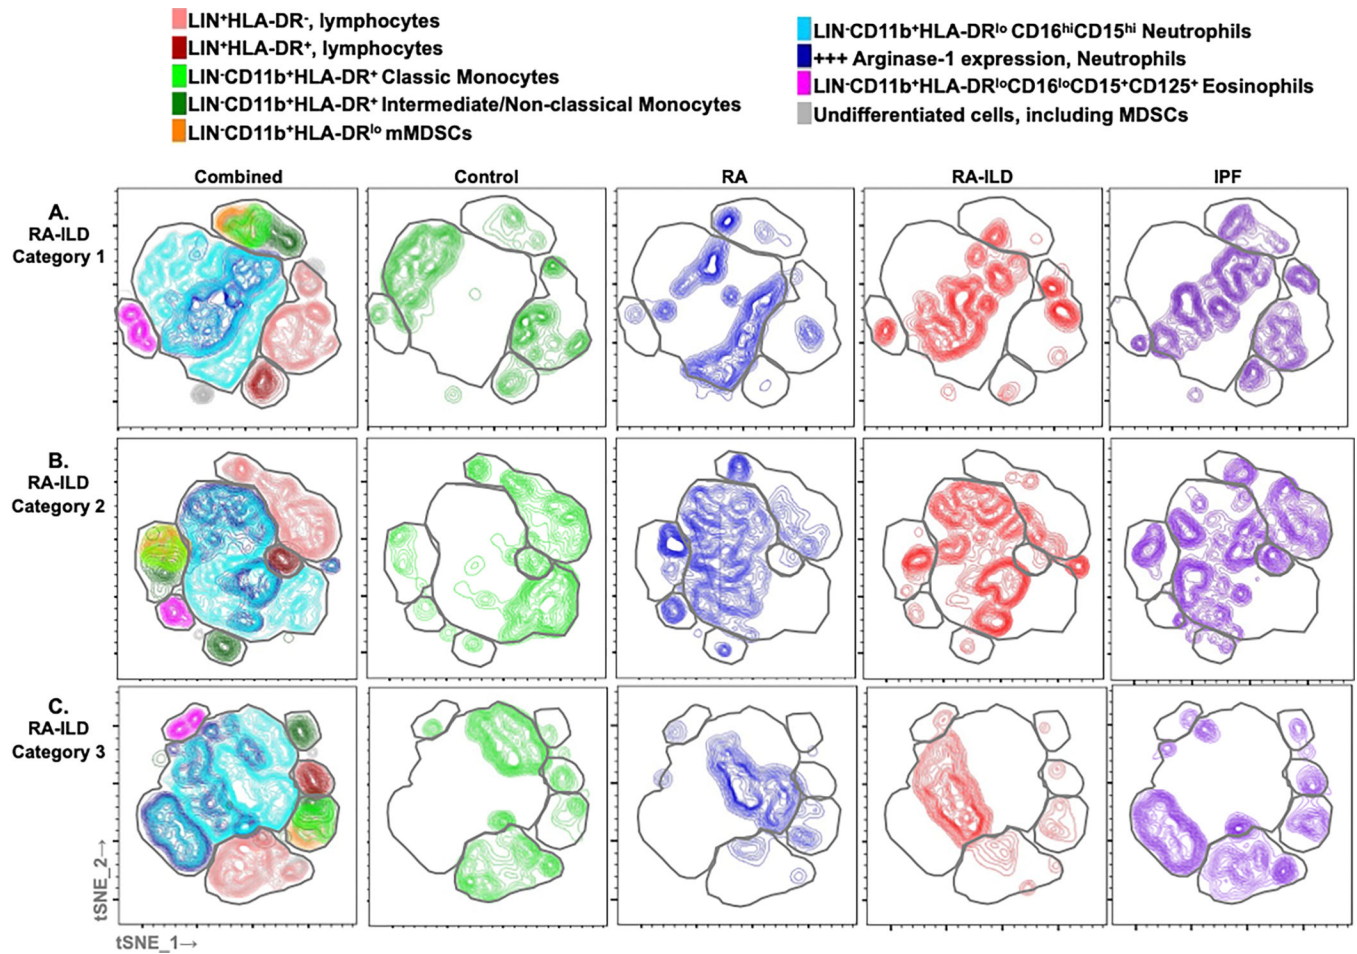 LIN⁺HLA-DR⁻, lymphocytes
LIN⁺HLA-DR⁺, lymphocytes
LIN⁻CD11b⁺HLA-DR⁺ Classic Monocytes
LIN⁻CD11b⁺HLA-DR⁺ Intermediate/Non-classical Monocytes
LIN⁻CD11b⁺HLA-DRˡᵒ mMDSCs
LIN⁻CD11b⁺HLA-DRˡᵒ CD16ʰⁱCD15ʰⁱ Neutrophils
+++ Arginase-1 expression, Neutrophils
LIN⁻CD11b⁺HLA-DRˡᵒCD16ˡᵒCD15⁺CD125⁺ Eosinophils
Undifferentiated cells, including MDSCs
Combined
Control
RA
RA-ILD
IPF
A.
RA-ILD
Category 1
B.
RA-ILD
Category 2
C.
RA-ILD
Category 3
tSNE_2→
tSNE_1→